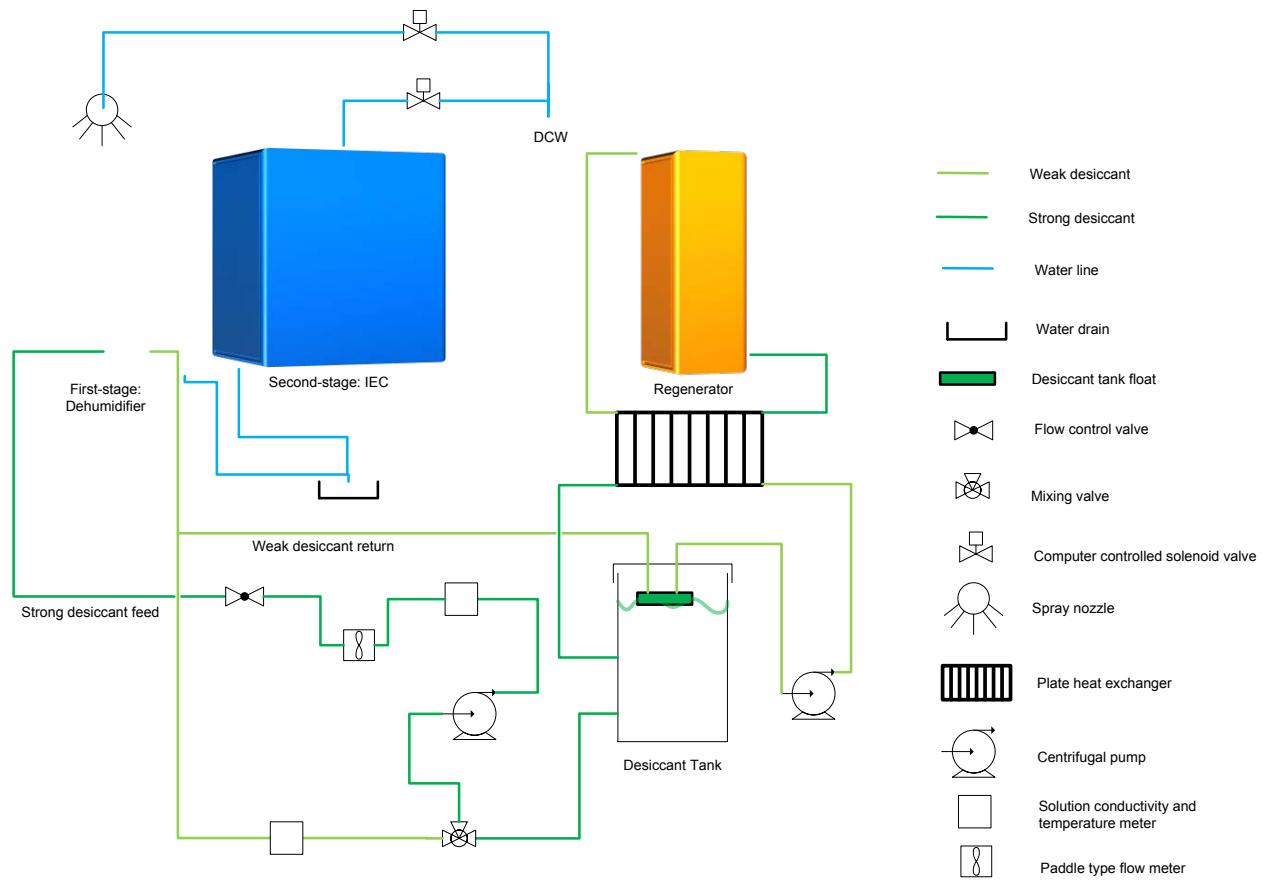 DCW
First-stage:
Dehumidifier
Second-stage: IEC
Regenerator
Weak desiccant return
Strong desiccant feed
Desiccant Tank
Weak desiccant
Strong desiccant
Water line
Water drain
Desiccant tank float
Flow control valve
Mixing valve
Computer controlled solenoid valve
Spray nozzle
Plate heat exchanger
Centrifugal pump
Solution conductivity and
temperature meter
Paddle type flow meter